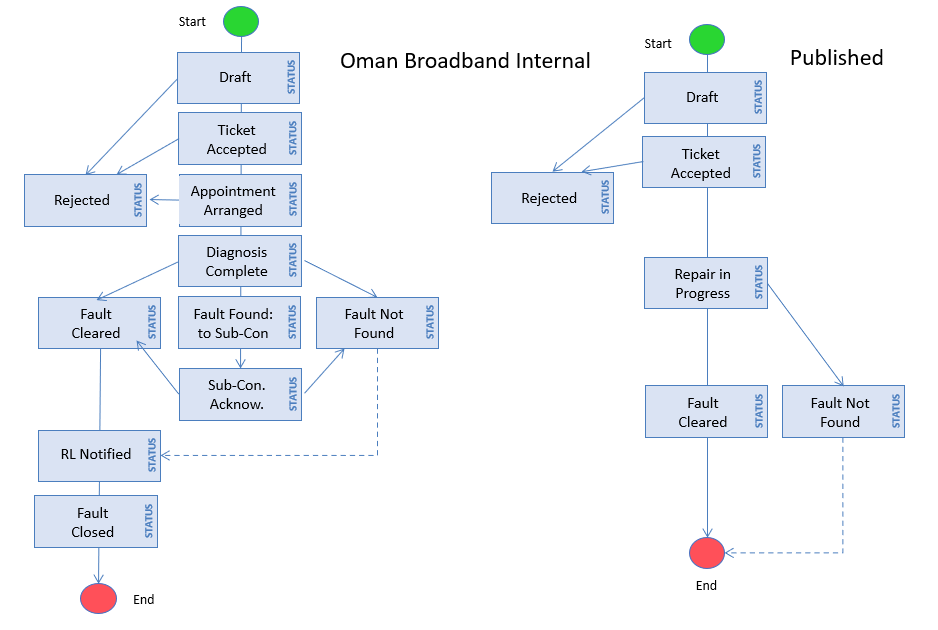 Start
Oman Broadband Internal
Draft
STATUS
Ticket
Accepted
STATUS
Rejected
STATUS
Appointment
Arranged
STATUS
Diagnosis
Complete
STATUS
Fault
Cleared
STATUS
Fault Found:
to Sub-Con
STATUS
Fault Not
Found
STATUS
Sub-Con.
Acknow.
STATUS
RL Notified
STATUS
Fault
Closed
STATUS
End
Start
Published
Draft
STATUS
Ticket
Accepted
STATUS
Rejected
STATUS
Repair in
Progress
STATUS
Fault
Cleared
STATUS
Fault Not
Found
STATUS
End